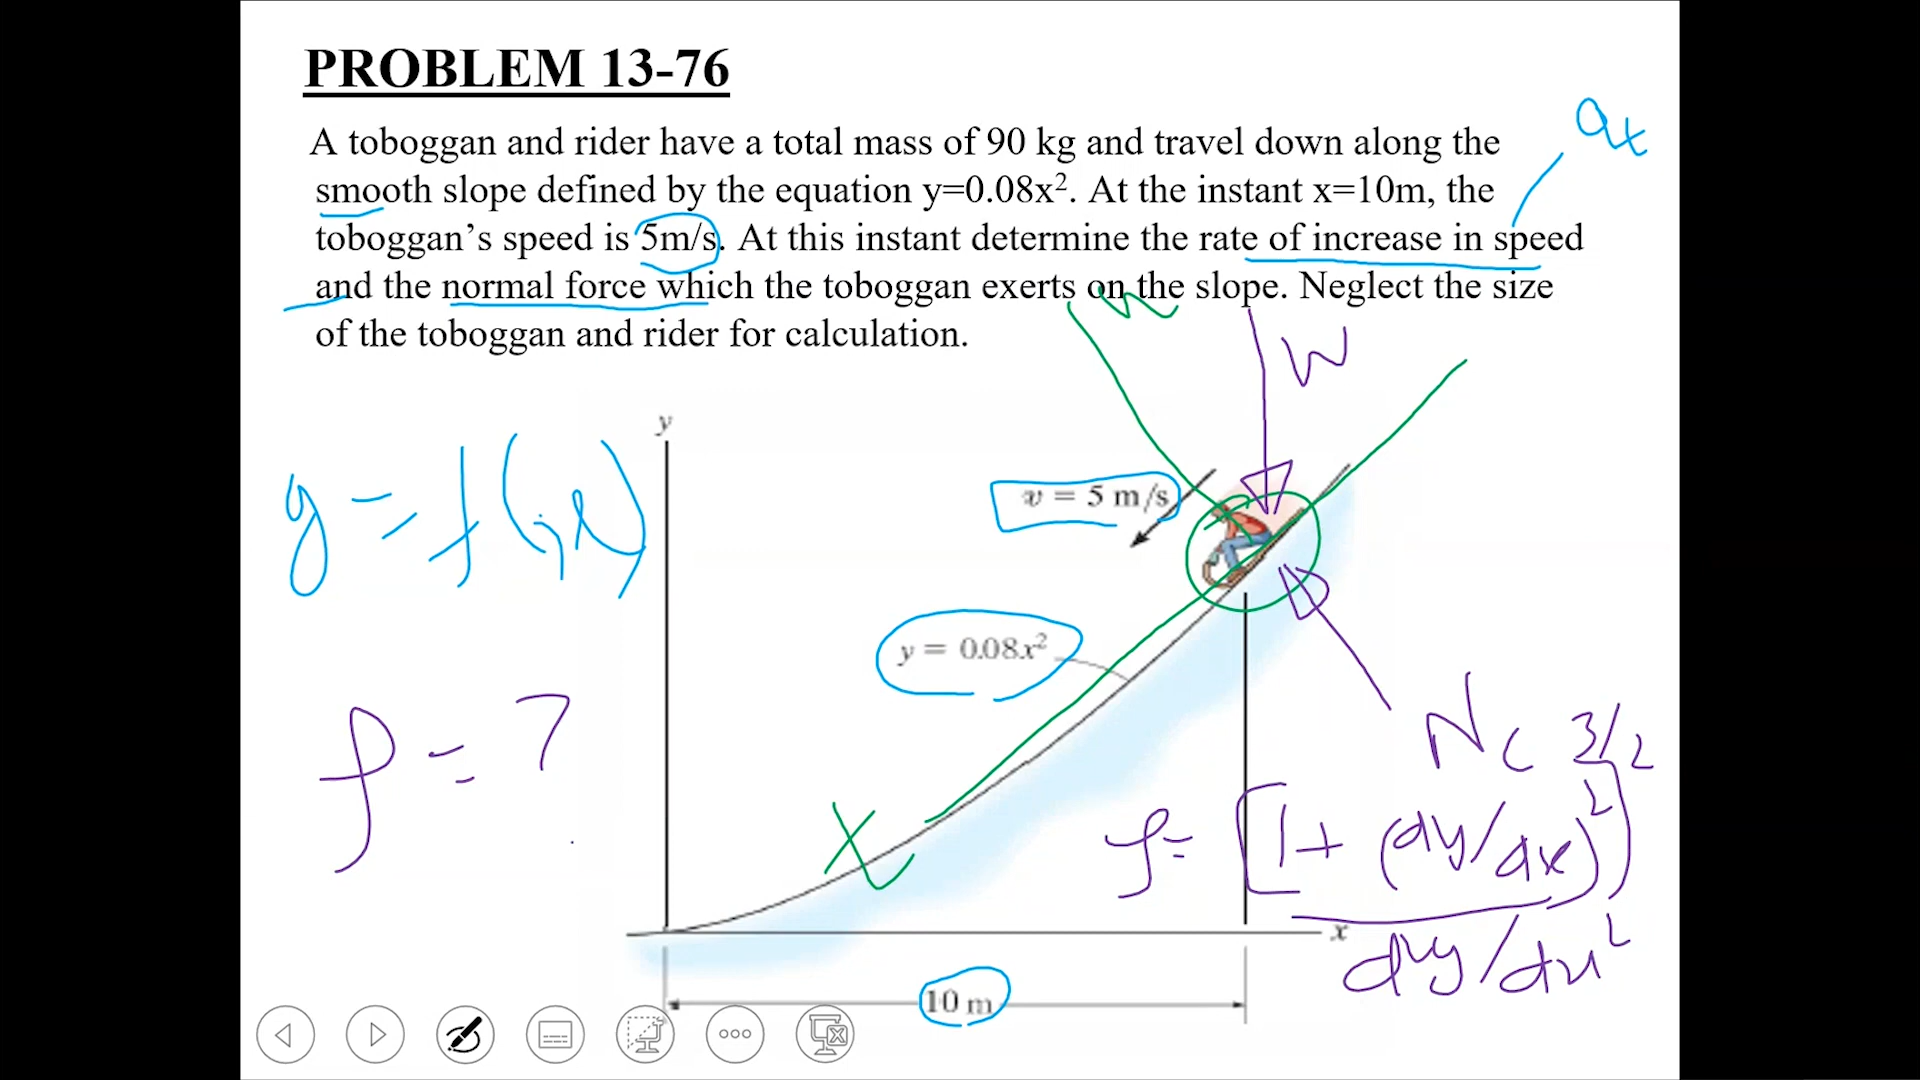 PROBLEM 13-76
A toboggan and rider have a total mass of 90 kg and travel down along the
smooth slope defined by the equation y=0.08x². At the instant x=10m, the
toboggan’s speed is 5m/s. At this instant determine the rate of increase in speed
and the normal force which the toboggan exerts on the slope. Neglect the size
of the toboggan and rider for calculation.
at
n
W
y
v = 5 m/s
y = f(x)
y = 0.08x²
ρ = ?
Nc
ρ = [1 + (dy/dx)²]3/2
d²y/dx²
t
x
10 m